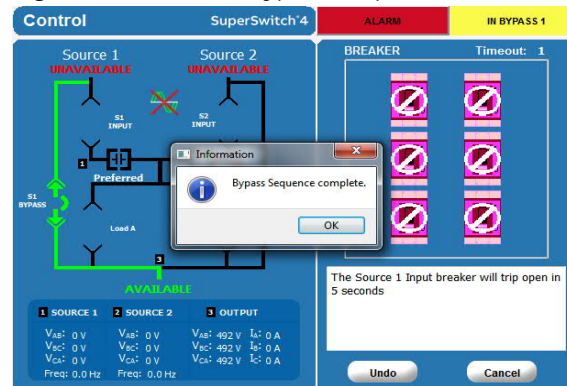 Control
SuperSwitch'4
ALARM
IN BYPASS 1
Source 1
UNAVAILABLE
Source 2
UNAVAILABLE
S1
INPUT
S2
INPUT
1
Preferred
S1
BYPASS
Load A
3
AVAILABLE
BREAKER
Timeout: 1
Information
Bypass Sequence complete.
OK
The Source 1 Input breaker will trip open in
5 seconds
1 SOURCE 1
2 SOURCE 2
3 OUTPUT
VAB: 0 V
VAB: 0 V
VAB: 492 V IA: 0 A
VBC: 0 V
VBC: 0 V
VBC: 492 V IB: 0 A
VCA: 0 V
VCA: 0 V
VCA: 492 V IC: 0 A
Freq: 0.0 Hz
Freq: 0.0 Hz
Undo
Cancel